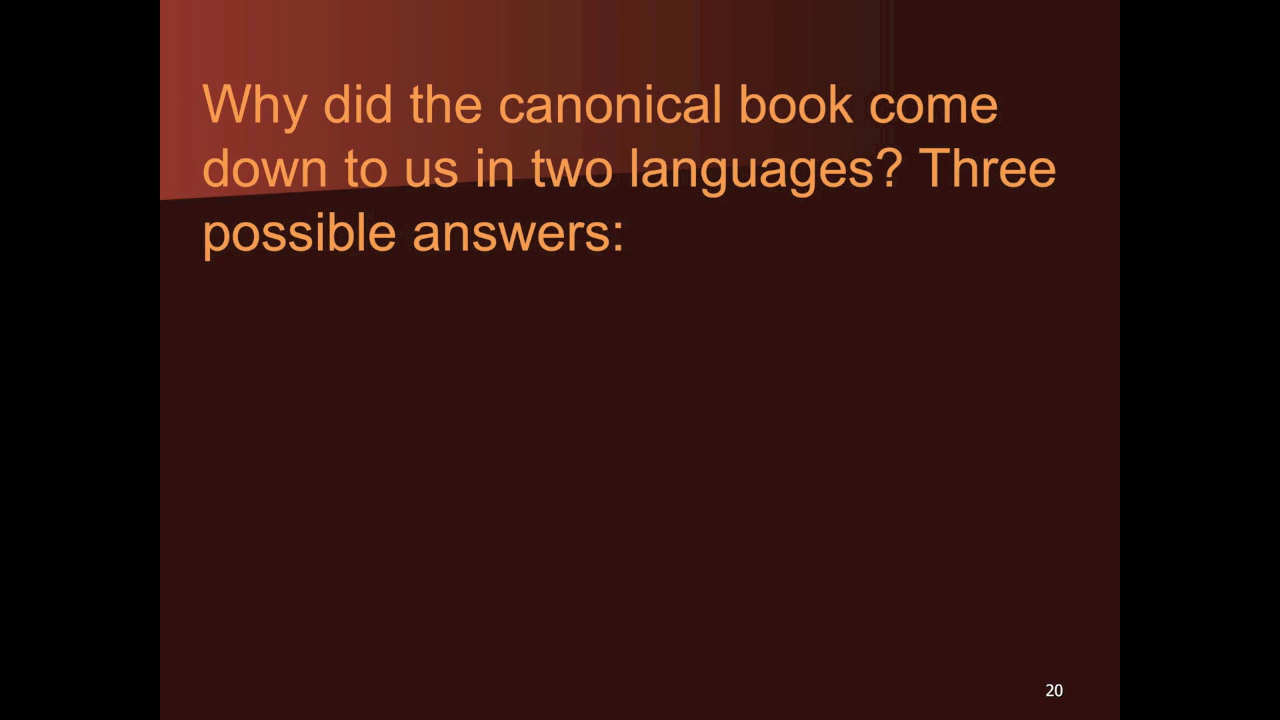 Why did the canonical book come
down to us in two languages? Three
possible answers:
20